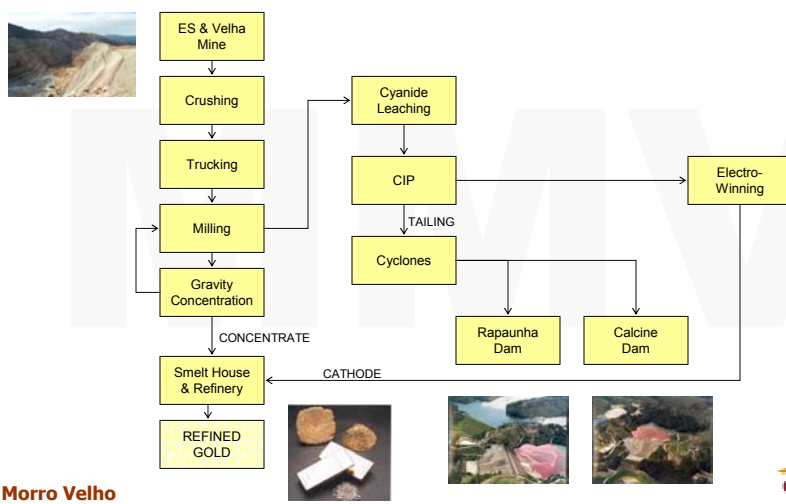 ES & Velha
Mine
Crushing
Trucking
Milling
Gravity
Concentration
CONCENTRATE
Smelt House
& Refinery
REFINED
GOLD
Cyanide
Leaching
CIP
TAILING
Cyclones
Rapaunha
Dam
Calcine
Dam
Electro-
Winning
CATHODE
Morro Velho
MMV